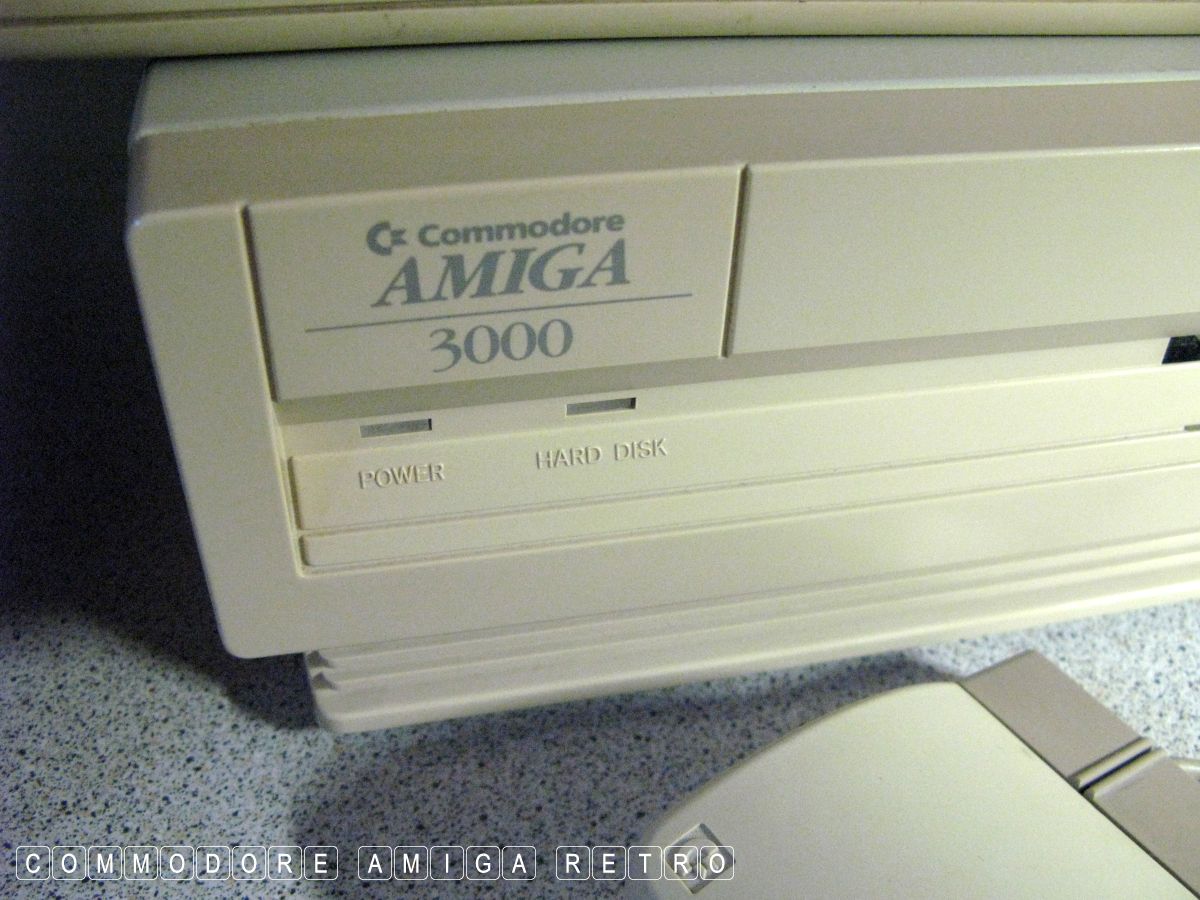 Commodore
AMIGA
3000
POWER
HARD DISK
COMMODORE AMIGA RETRO